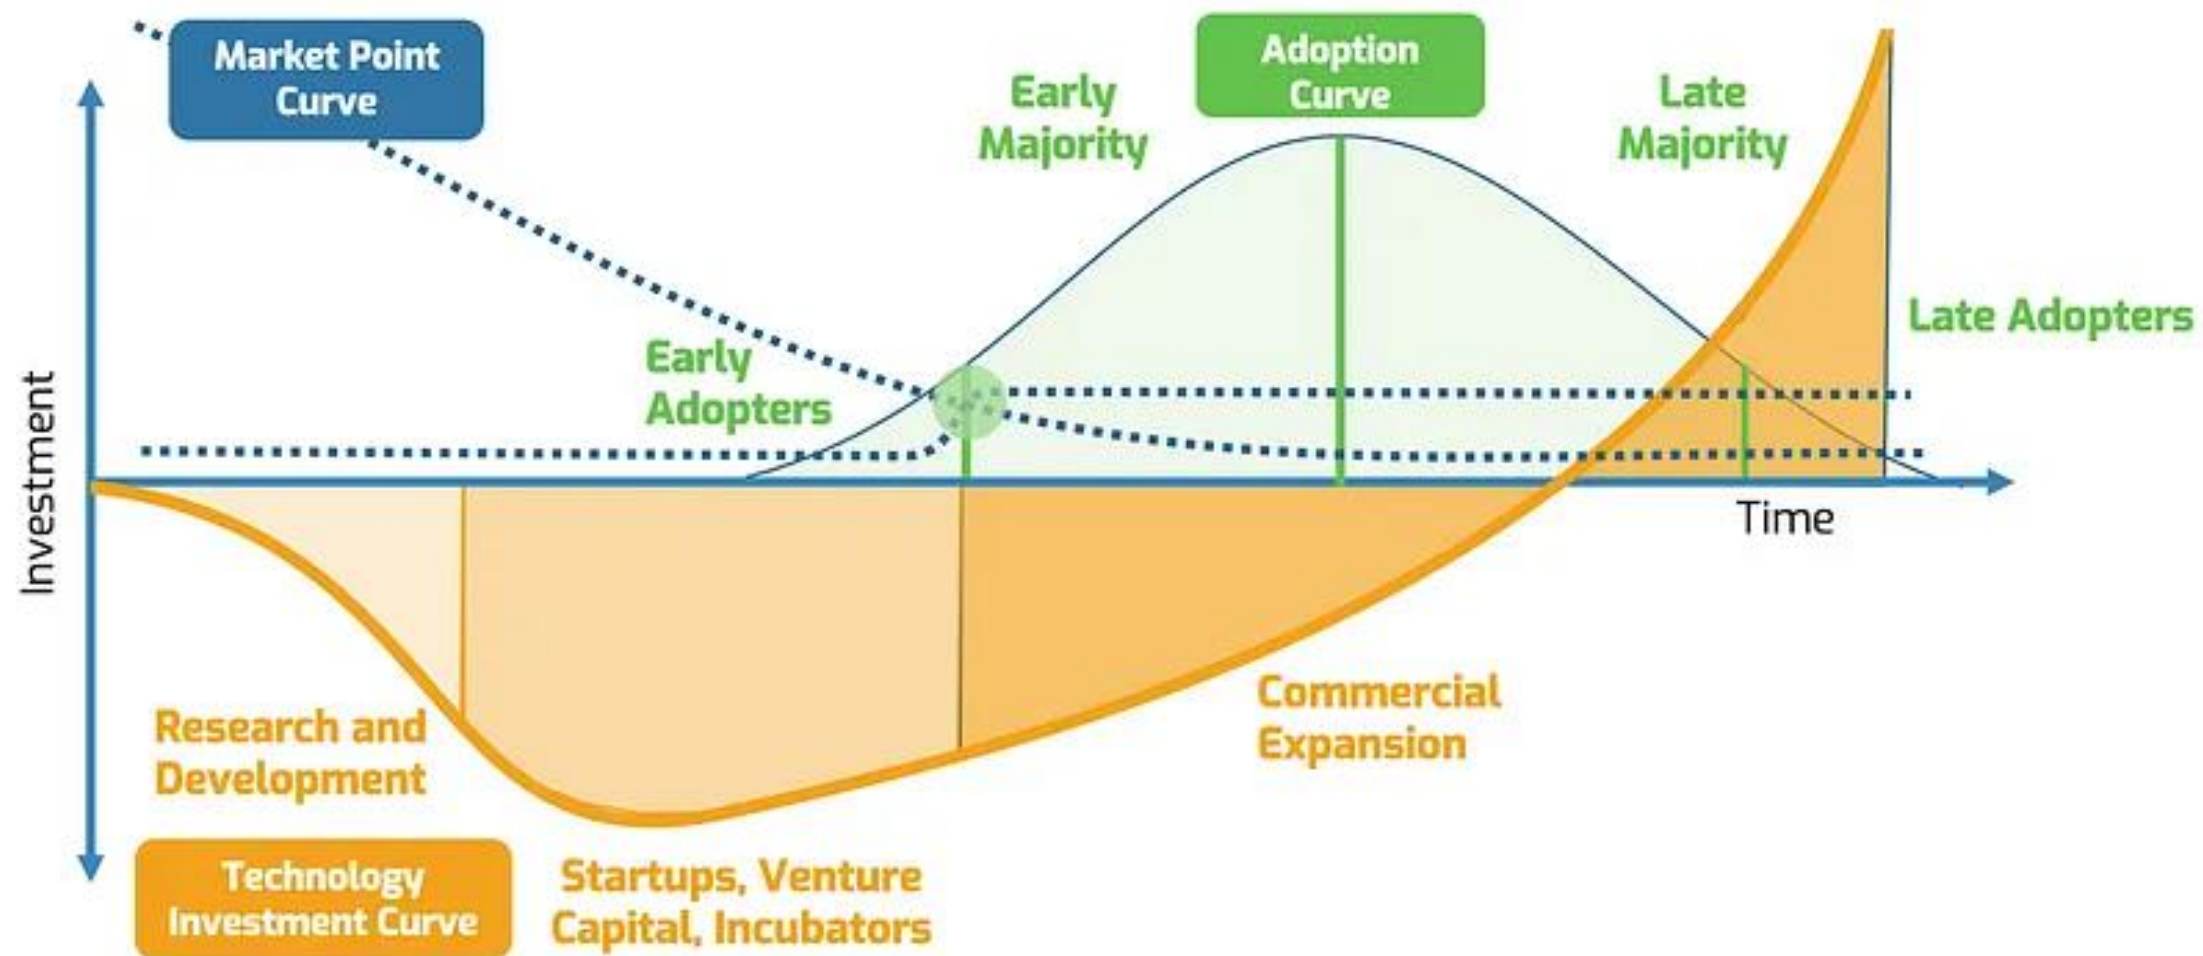 Market Point
Curve
Adoption
Curve
Early
Majority
Late
Majority
Early
Adopters
Late Adopters
Investment
Time
Research and
Development
Commercial
Expansion
Technology
Investment Curve
Startups, Venture
Capital, Incubators